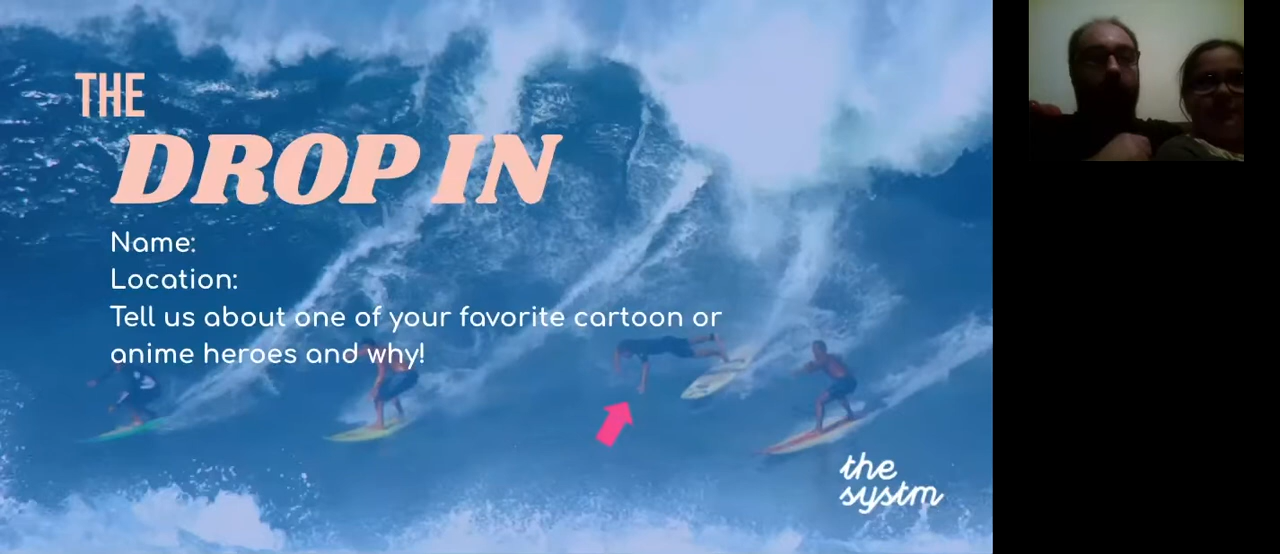 THE
DROP IN
Name:
Location:
Tell us about one of your favorite cartoon or
anime heroes and why!
the
systm